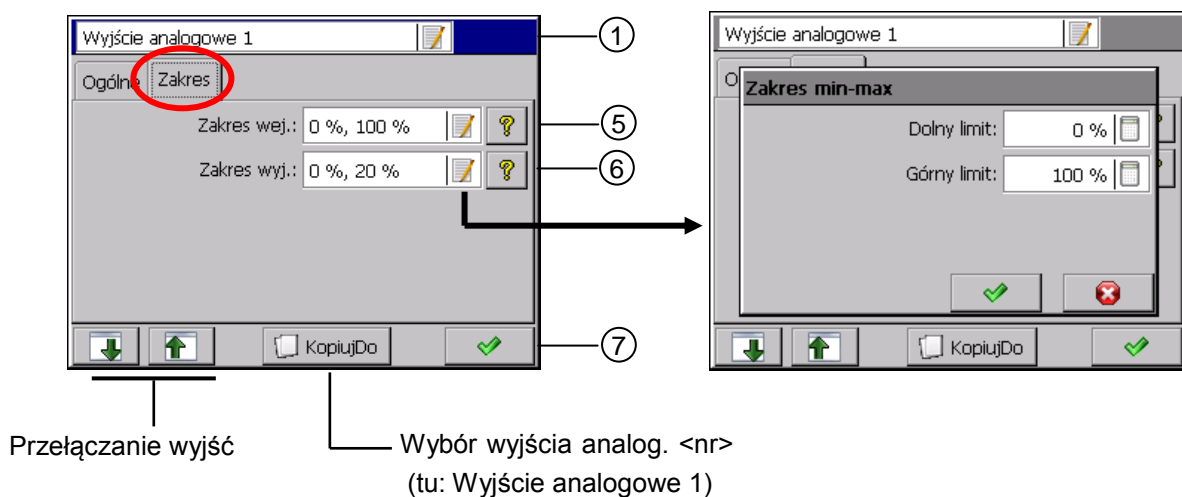 Wyjście analogowe 1
1
Ogólne Zakres
Zakres wej.: 0 %, 100 %
5
Zakres wyj.: 0 %, 20 %
6
KopiujDo
7
Przełączanie wyjść
Wybór wyjścia analog. <nr>
(tu: Wyjście analogowe 1)
Wyjście analogowe 1
O
Zakres min-max
Dolny limit: 0 %
Górny limit: 100 %
KopiujDo